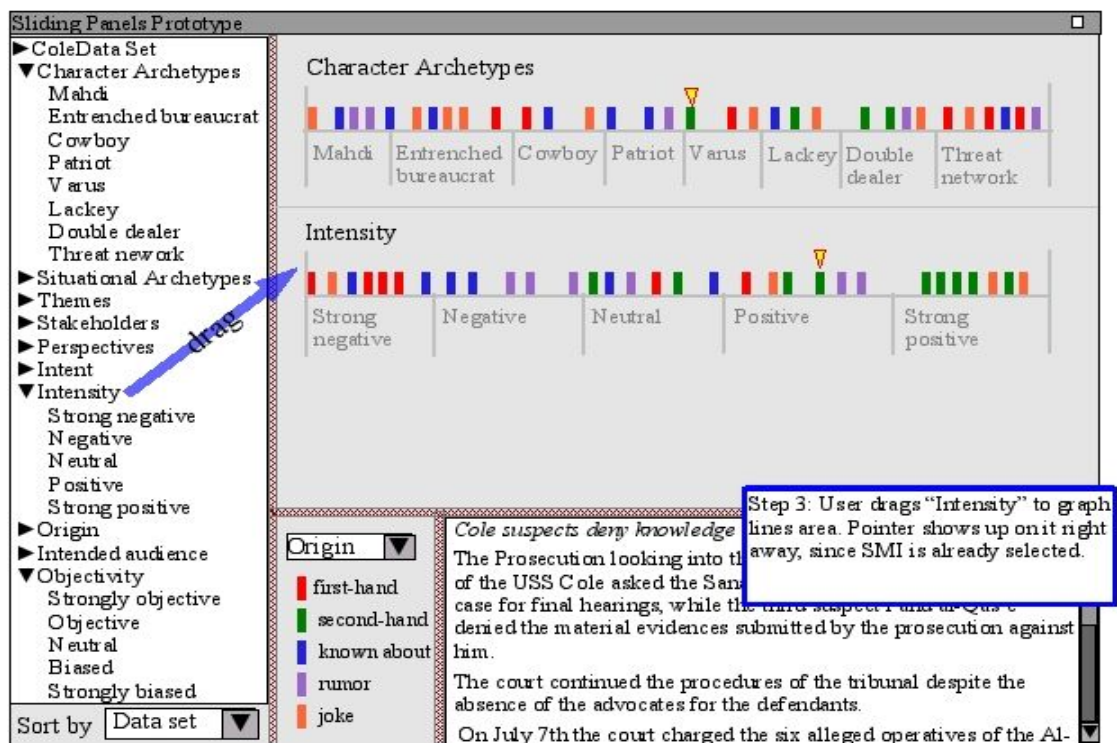 Sliding Panels Prototype
▶ColeData Set
▼Character Archetypes
Mahdi
Entrenched bureaucrat
Cowboy
Patriot
Varus
Lackey
Double dealer
Threat nework
▶Situational Archetypes
▶Themes
▶Stakeholders
▶Perspectives
▶Intent
▼Intensity
Strong negative
Negative
Neutral
Positive
Strong positive
▶Origin
▶Intended audience
▼Objectivity
Strongly objective
Objective
Neutral
Biased
Strongly biased
Sort by Data set ▼
drag
Character Archetypes
Mahdi Entrenched Cowboy Patriot Varus Lackey Double Threat
bureaucrat dealer network
Intensity
Strong Negative Neutral Positive Strong
negative positive
Origin ▼
first-hand
second-hand
known about
rumor
joke
Step 3: User drags “Intensity” to graph
lines area. Pointer shows up on it right
away, since SMI is already selected.
Cole suspects deny knowledge
The Prosecution looking into
of the USS Cole asked the
case for final hearings, while the third suspect
denied the material evidences submitted by the prosecution against
him.
The court continued the procedures of the tribunal despite the
absence of the advocates for the defendants.
On July 7th the court charged the six alleged operatives of the Al-